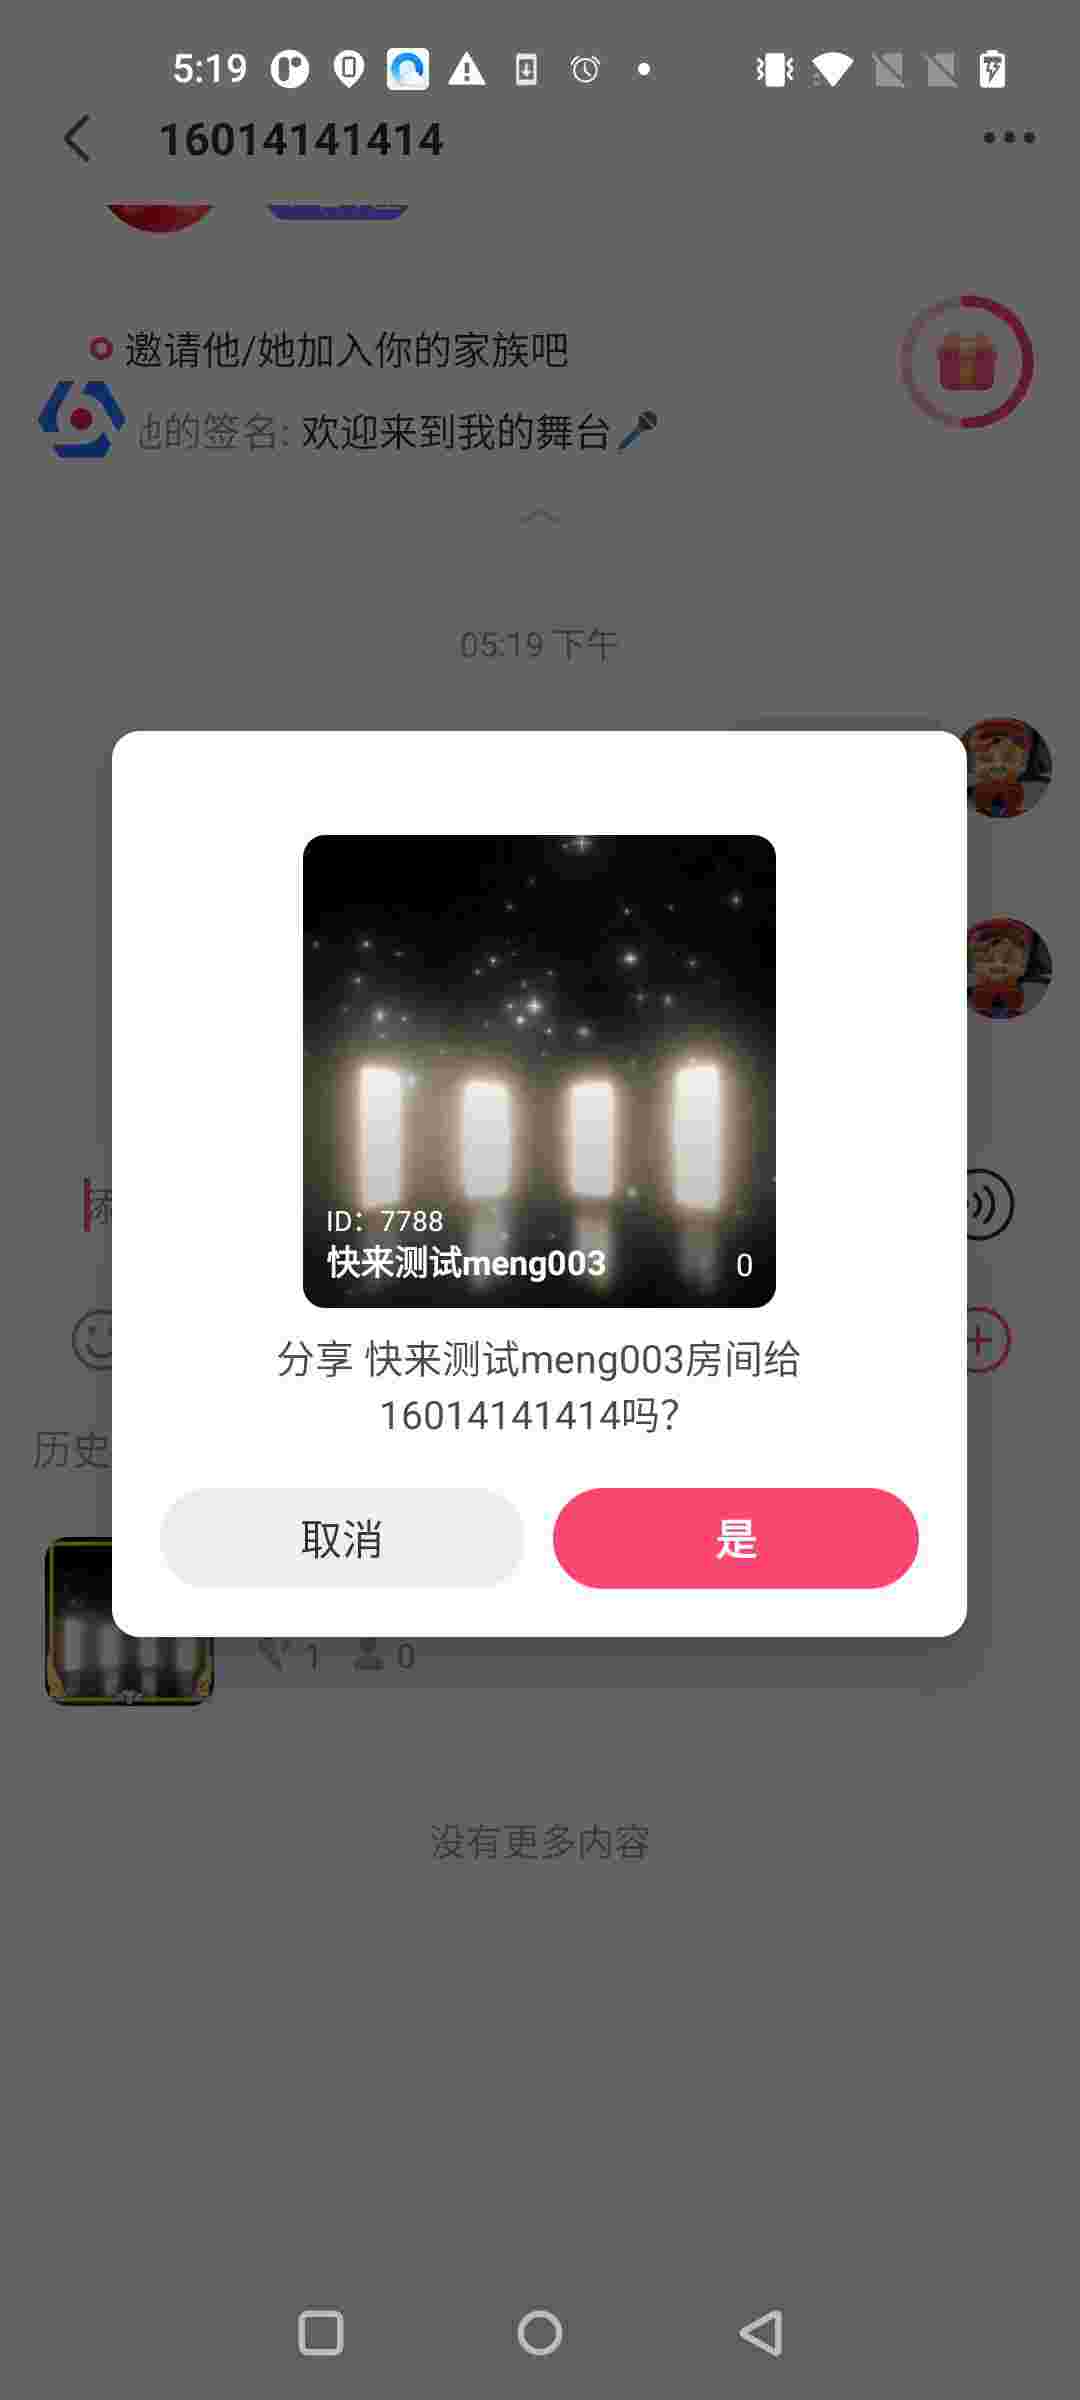 5:19
16014141414
邀请他/她加入你的家族吧
的签名: 欢迎来到我的舞台
05:19 下午
ID: 7788
快来测试meng003
0
分享 快来测试meng003房间给
16014141414吗?
历史
取消
是
1
0
没有更多内容